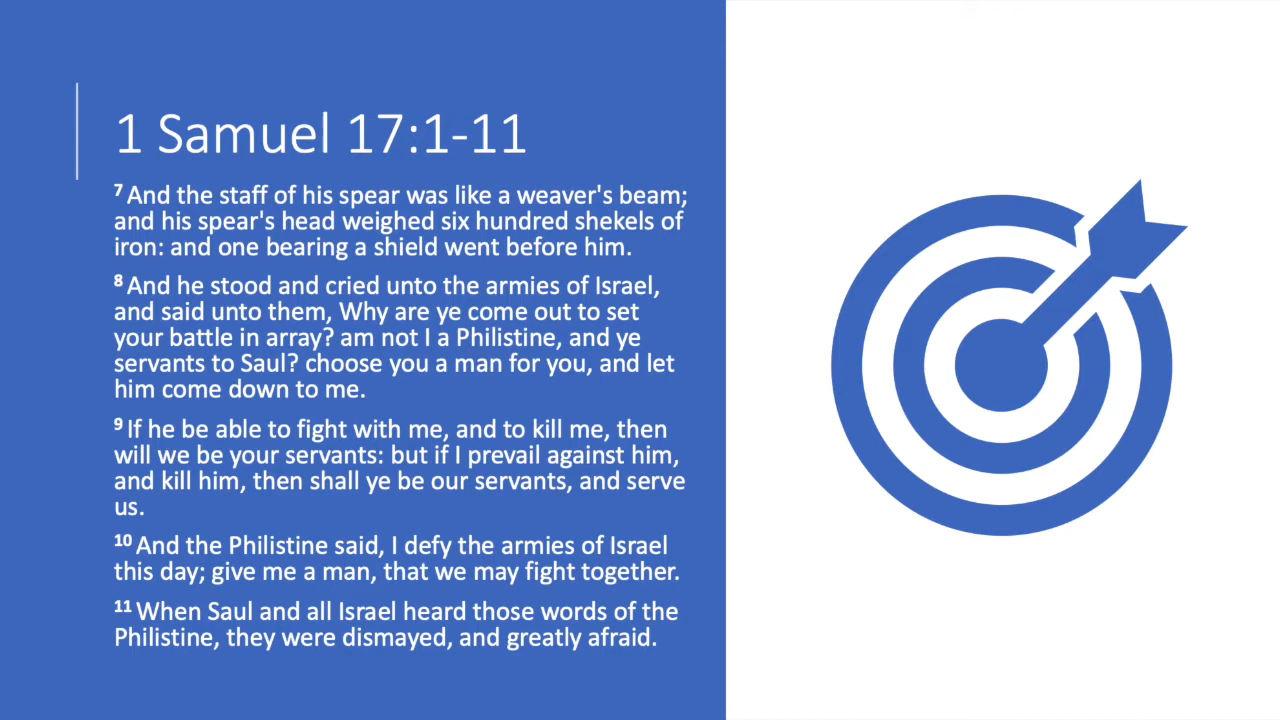 1 Samuel 17:1-11
7 And the staff of his spear was like a weaver's beam;
and his spear's head weighed six hundred shekels of
iron: and one bearing a shield went before him.
8 And he stood and cried unto the armies of Israel,
and said unto them, Why are ye come out to set
your battle in array? am not I a Philistine, and ye
servants to Saul? choose you a man for you, and let
him come down to me.
9 If he be able to fight with me, and to kill me, then
will we be your servants: but if I prevail against him,
and kill him, then shall ye be our servants, and serve
us.
10 And the Philistine said, I defy the armies of Israel
this day; give me a man, that we may fight together.
11 When Saul and all Israel heard those words of the
Philistine, they were dismayed, and greatly afraid.